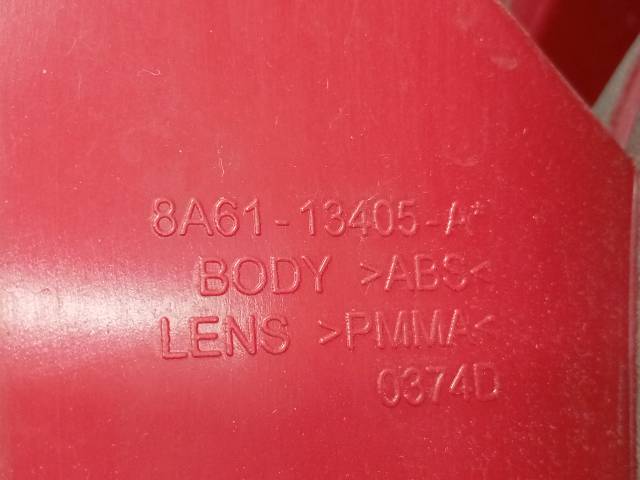 8A61-13405-A*
BODY >ABS<
LENS >PMMA<
0374D